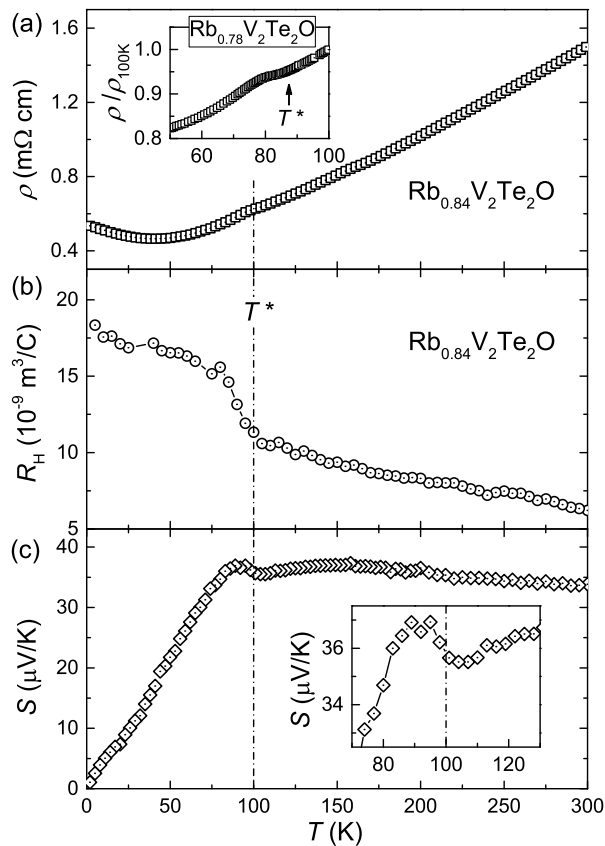 (a)
1.6
1.2
0.8
0.4
ρ (mΩ cm)
Rb0.78V2Te2O
1.0
0.9
0.8
ρ /ρ100K
T *
60 80 100
Rb0.84V2Te2O
(b)
20
15
10
5
RH (10-9 m3/C)
T *
Rb0.84V2Te2O
(c)
40
30
20
10
0
S (μV/K)
36
34
S (μV/K)
80 100 120
0 50 100 150 200 250 300
T (K)